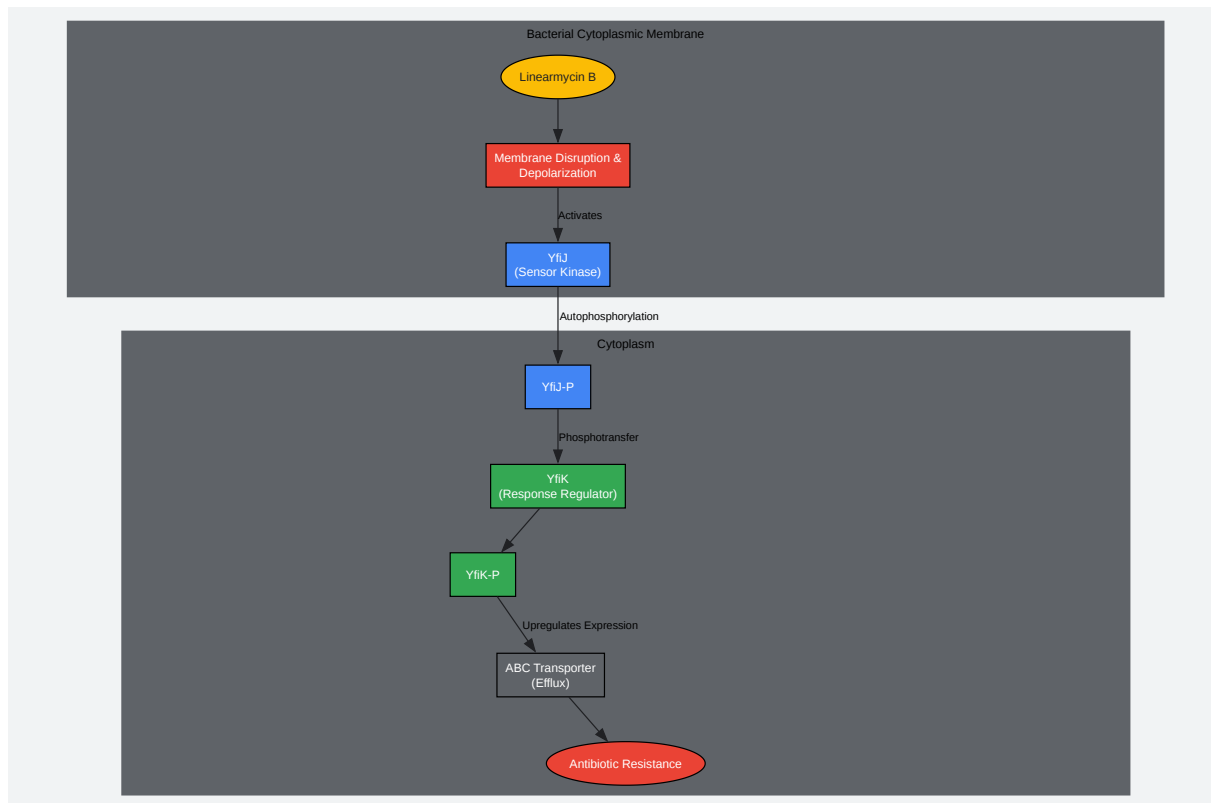 Bacterial Cytoplasmic Membrane
Linearmycin B
Membrane Disruption &
Depolarization
Activates
YfiJ
(Sensor Kinase)
Autophosphorylation
Cytoplasm
YfiJ-P
Phosphotransfer
YfiK
(Response Regulator)
YfiK-P
Upregulates Expression
ABC Transporter
(Efflux)
Antibiotic Resistance